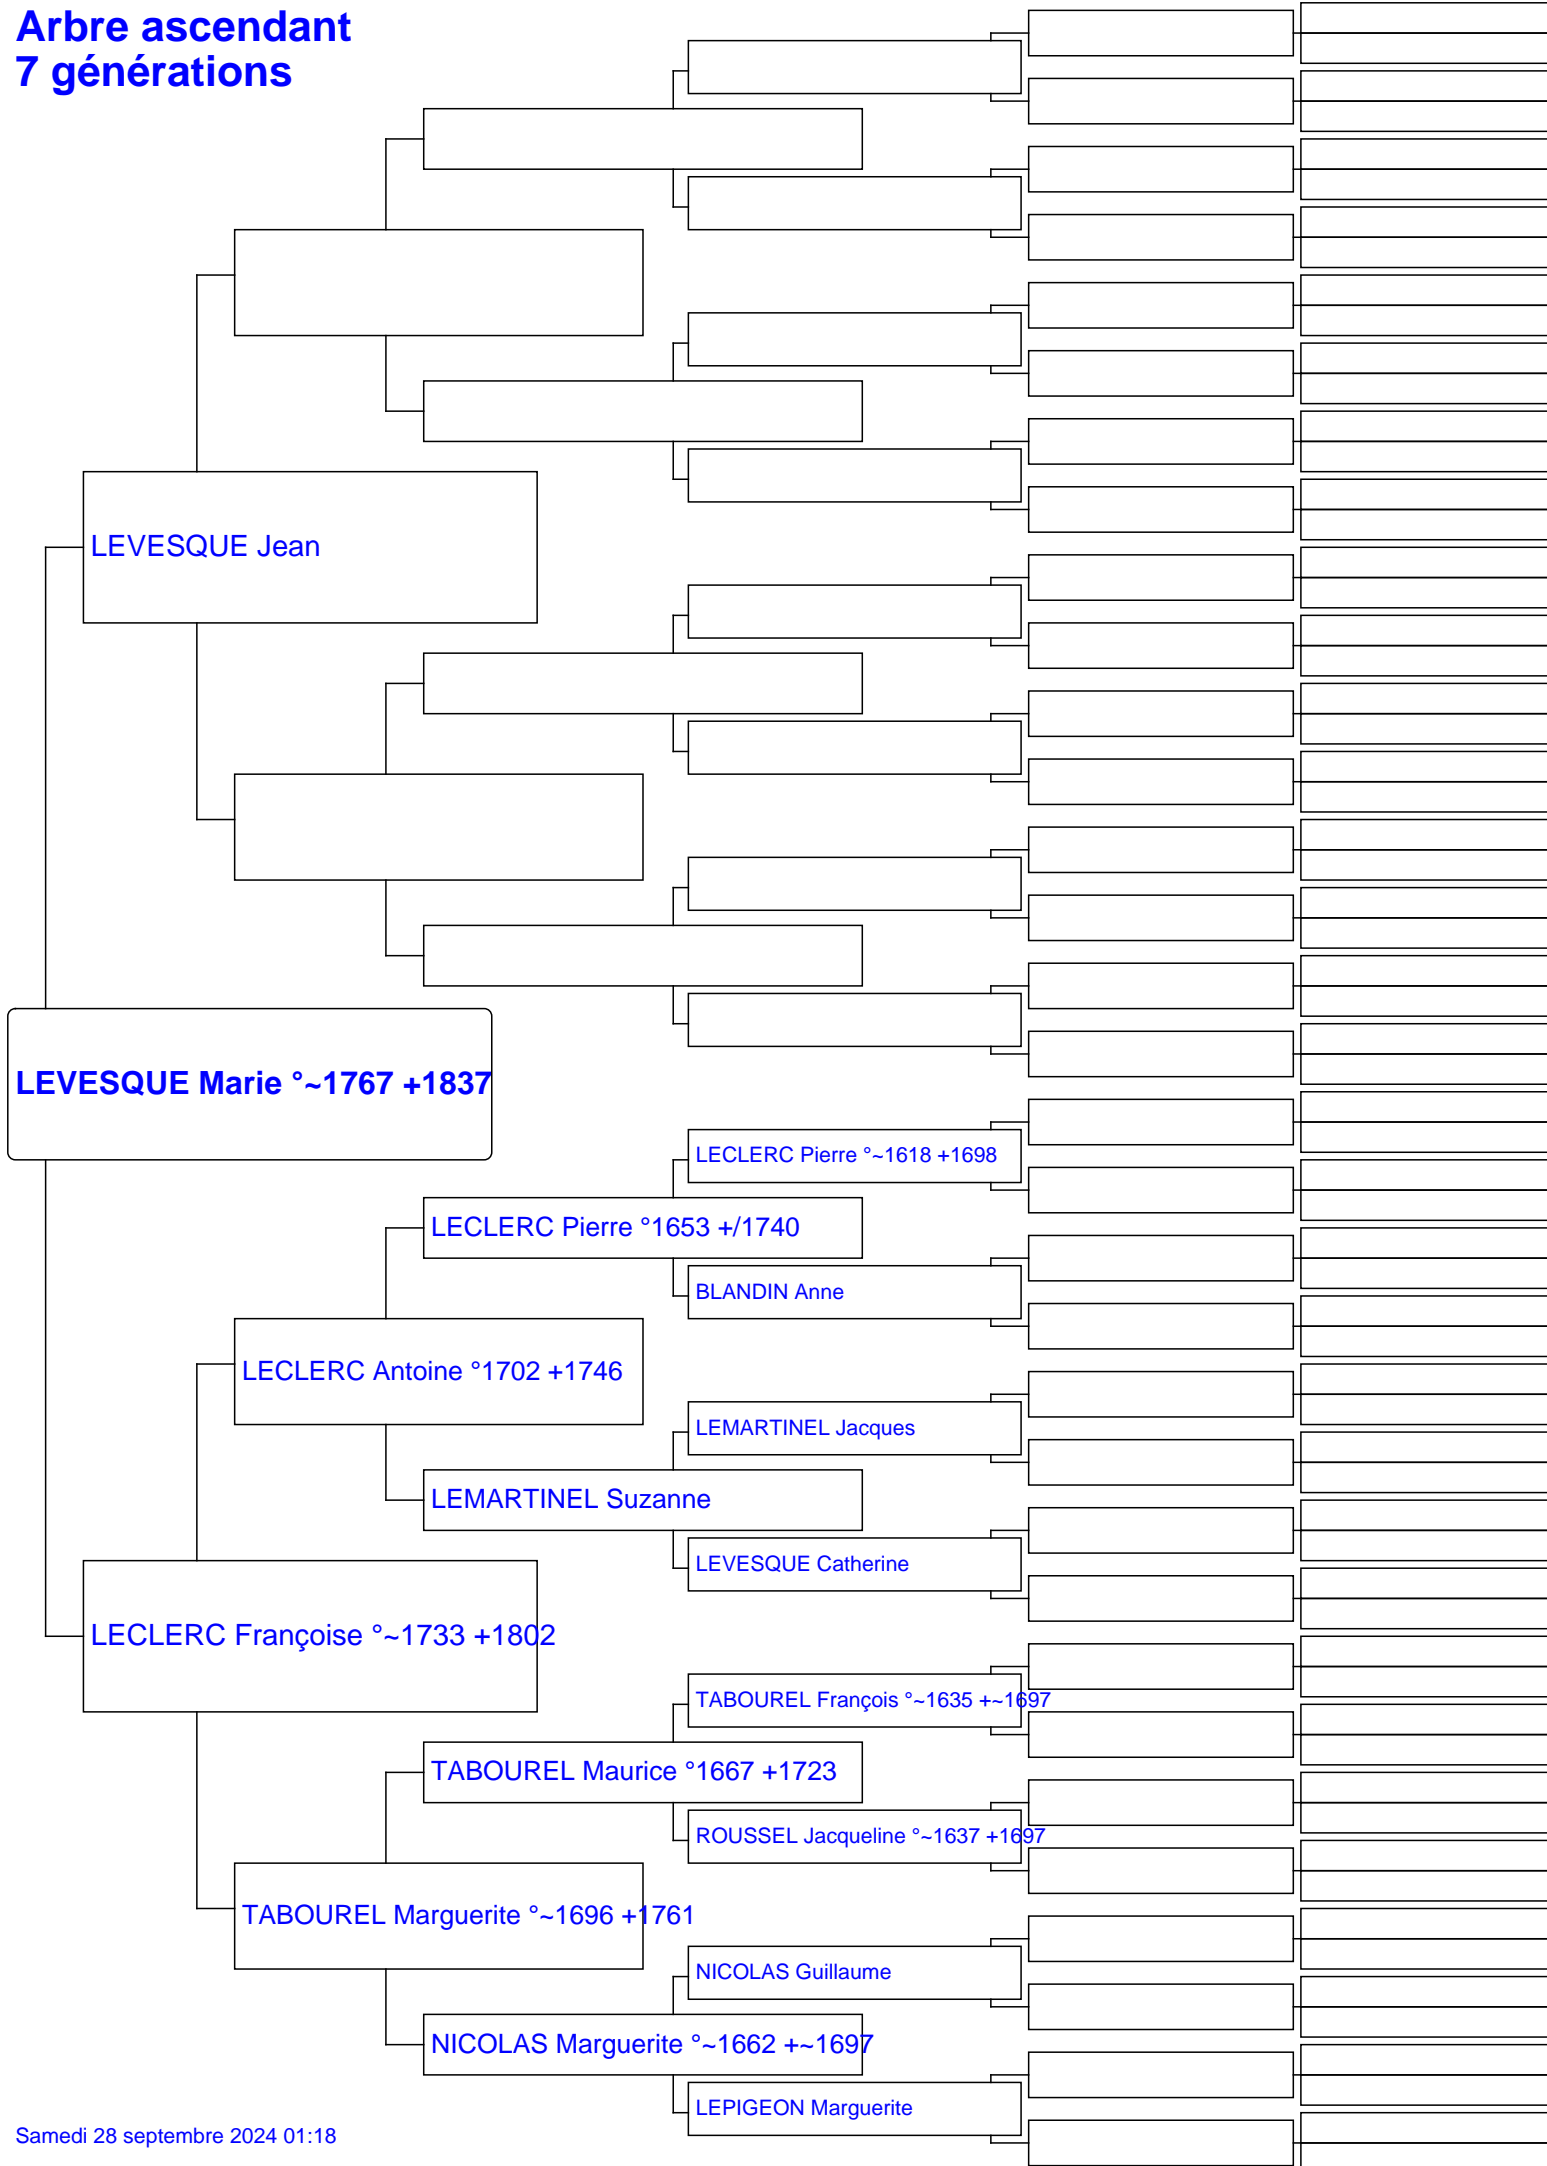 Arbre ascendant
7 générations
LEVESQUE Jean
LEVESQUE Marie °~1767 +1837
LECLERC Pierre °~1618 +1698
LECLERC Pierre °1653 +/1740
BLANDIN Anne
LECLERC Antoine °1702 +1746
LEMARTINEL Jacques
LEMARTINEL Suzanne
LEVESQUE Catherine
LECLERC Françoise °~1733 +1802
TABOUREL François °~1635 +~1697
TABOUREL Maurice °1667 +1723
ROUSSEL Jacqueline °~1637 +1697
TABOUREL Marguerite °~1696 +1761
NICOLAS Guillaume
NICOLAS Marguerite °~1662 +~1697
LEPIGEON Marguerite
Samedi 28 septembre 2024 01:18